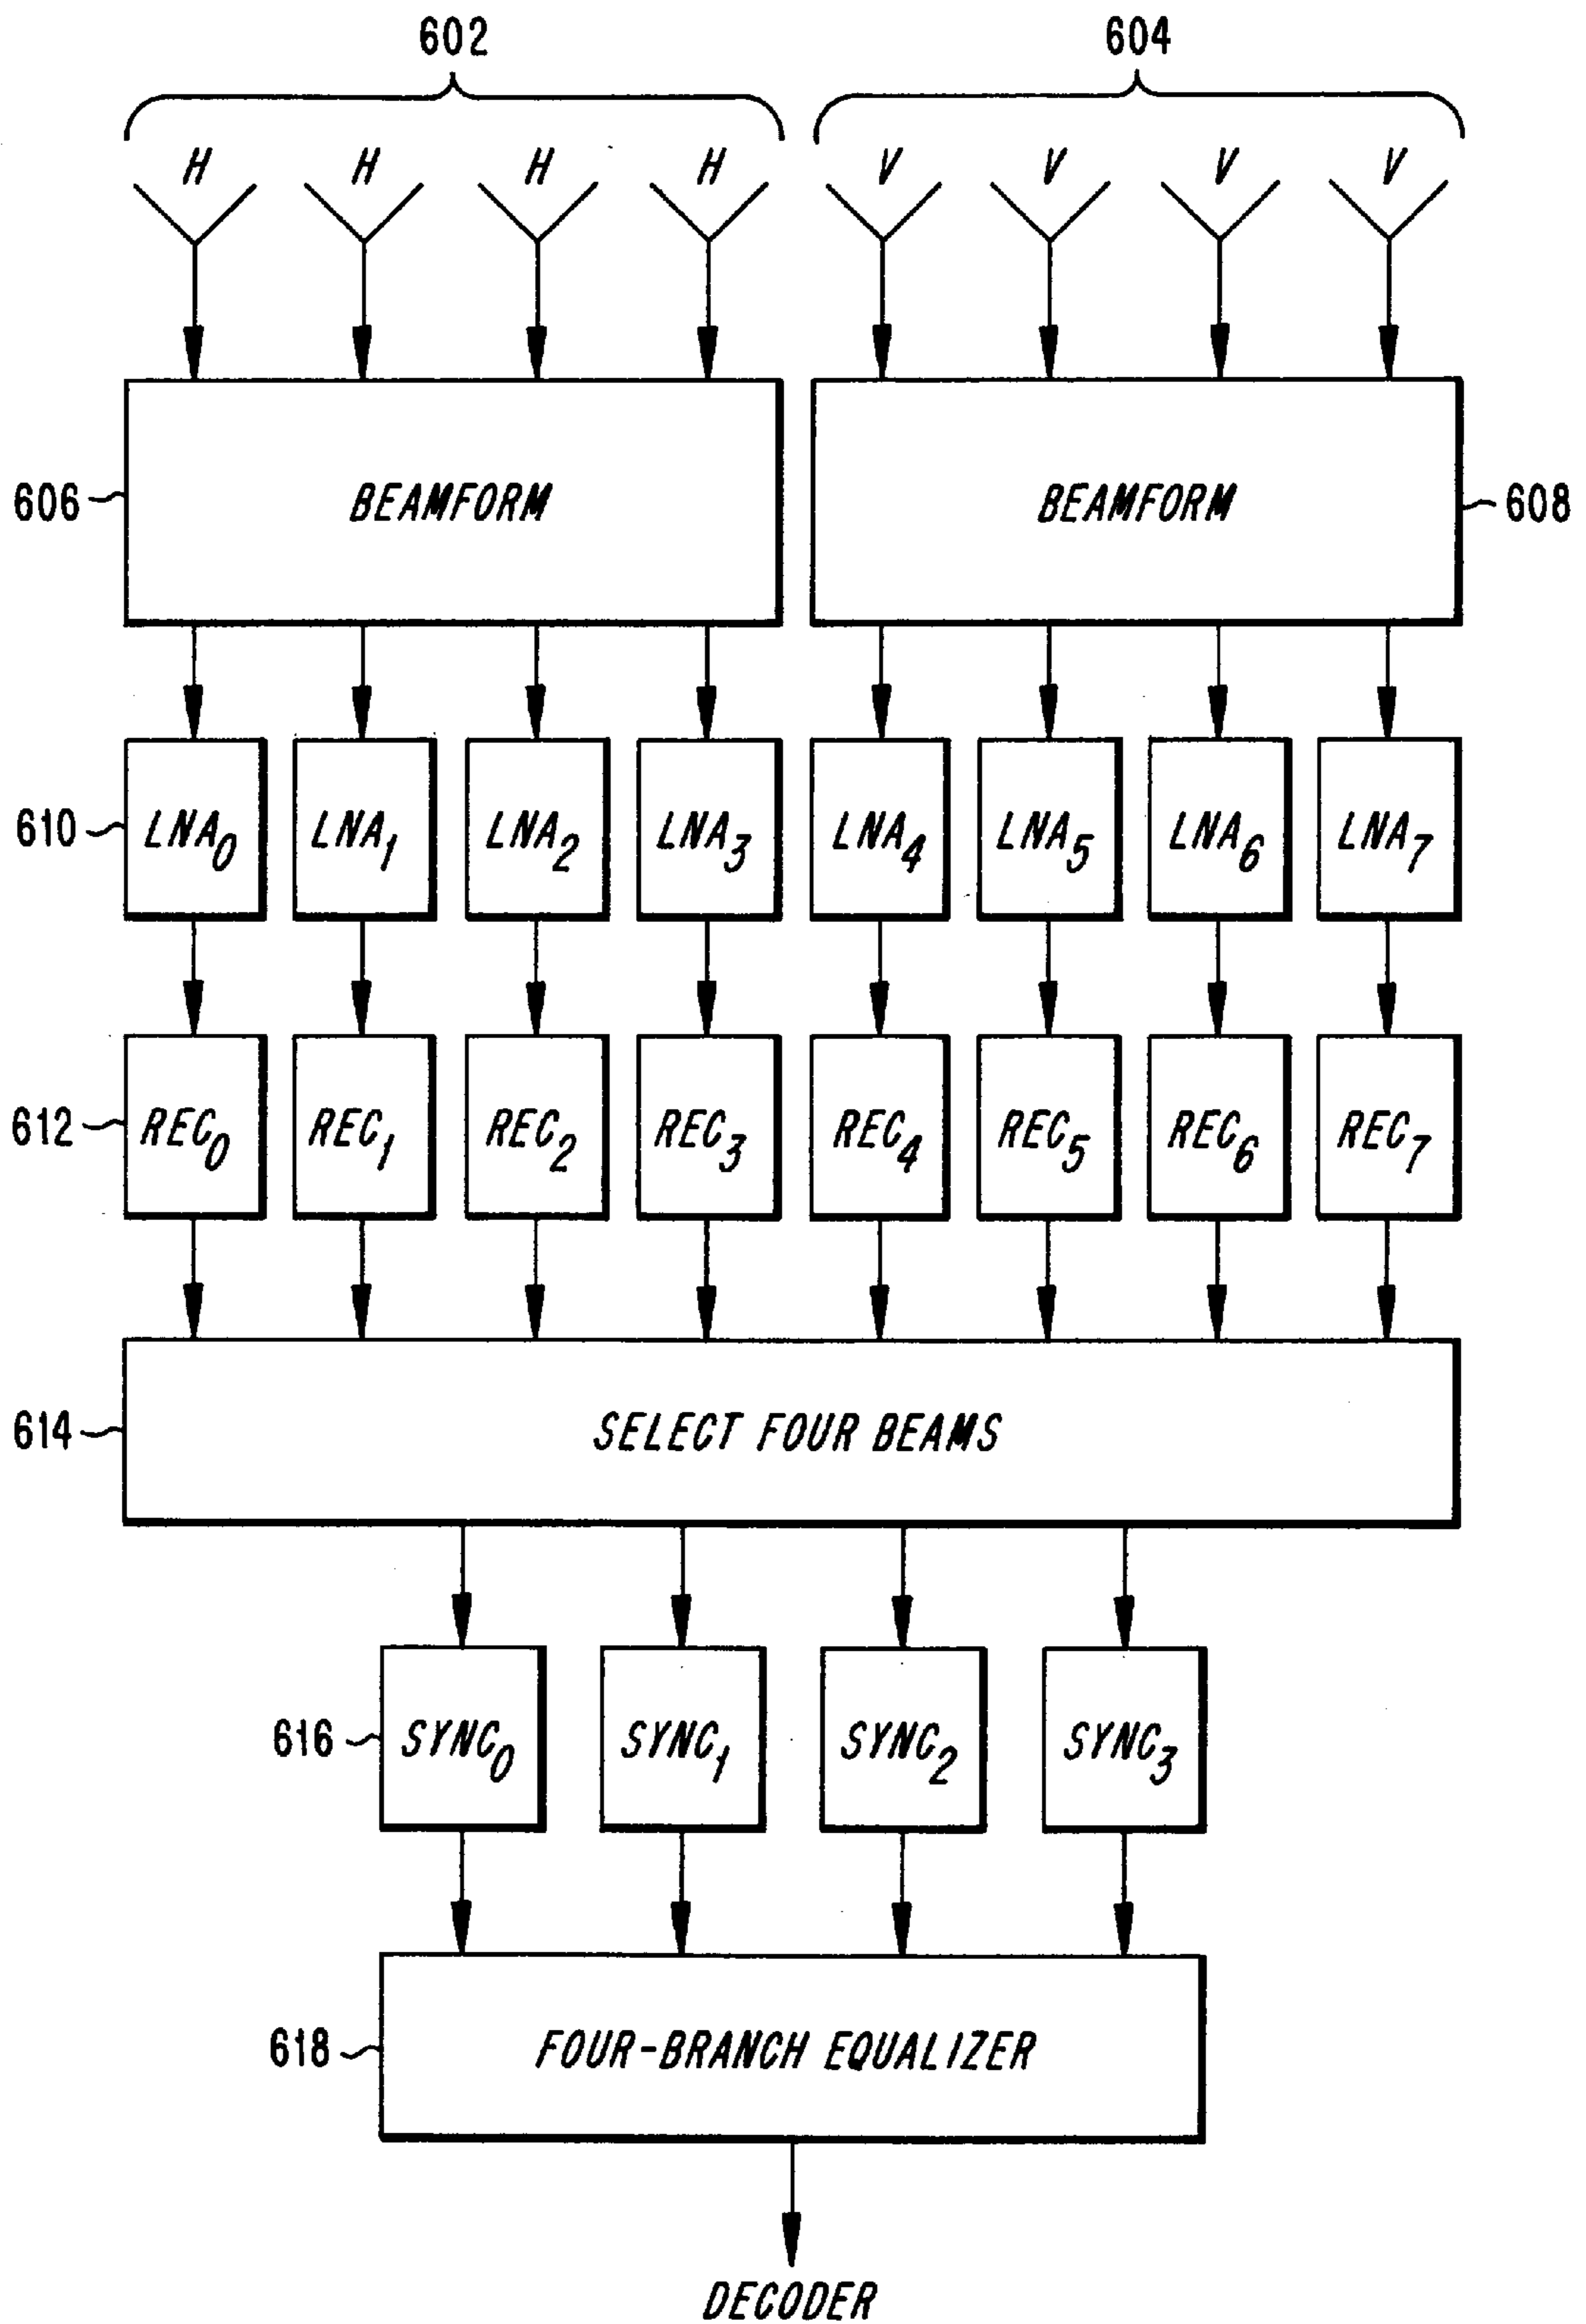 602 604
H H H H V V V V
606 BEAMFORM BEAMFORM 608
610 LNA0 LNA1 LNA2 LNA3 LNA4 LNA5 LNA6 LNA7
612 REC0 REC1 REC2 REC3 REC4 REC5 REC6 REC7
614 SELECT FOUR BEAMS
616 SYNC0 SYNC1 SYNC2 SYNC3
618 FOUR-BRANCH EQUALIZER
DECODER